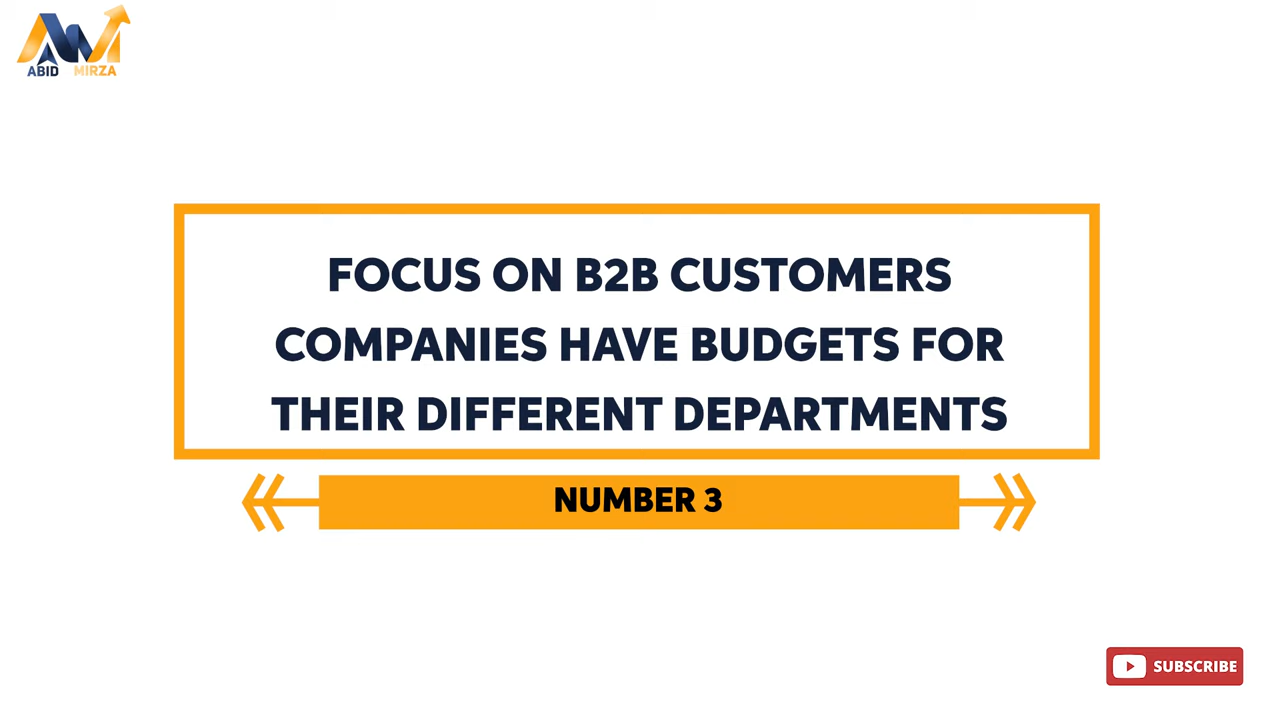 ABID MIRZA
FOCUS ON B2B CUSTOMERS
COMPANIES HAVE BUDGETS FOR
THEIR DIFFERENT DEPARTMENTS
NUMBER 3
SUBSCRIBE